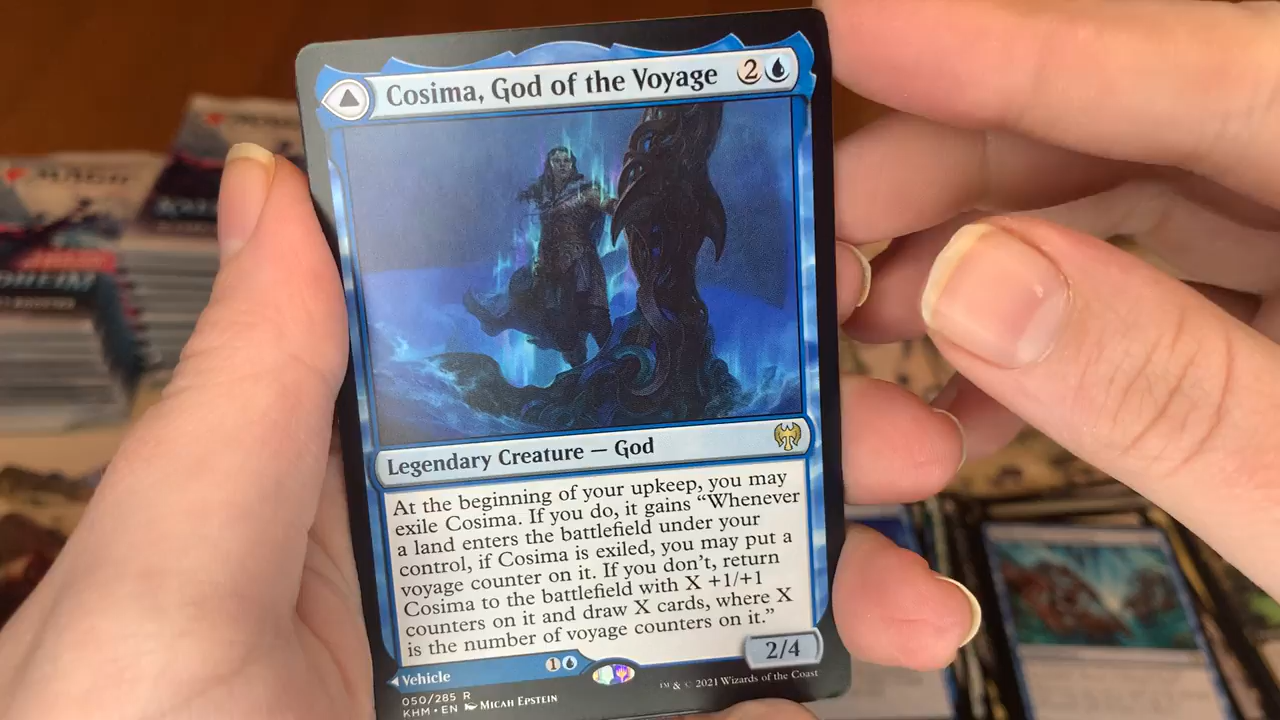 Cosima, God of the Voyage 2
Legendary Creature — God
At the beginning of your upkeep, you may
exile Cosima. If you do, it gains “Whenever
a land enters the battlefield under your
control, if Cosima is exiled, you may put a
voyage counter on it. If you don’t, return
Cosima to the battlefield with X +1/+1
counters on it and draw X cards, where X
is the number of voyage counters on it.”
2/4
Vehicle 1
050/285 R
KHM • EN MICAH EPSTEIN
™ & © 2021 Wizards of the Coast